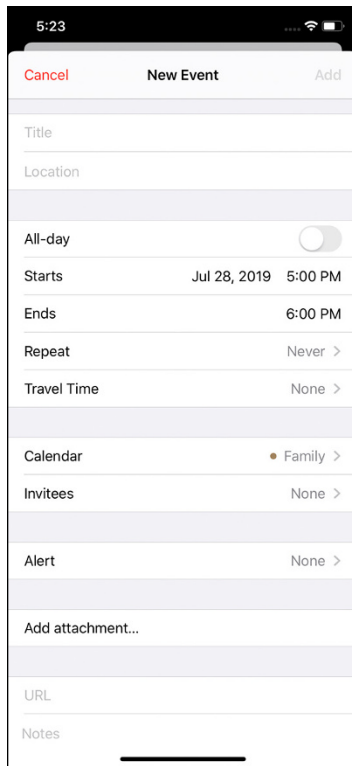 5:23
Cancel New Event Add
Title
Location
All-day
Starts Jul 28, 2019 5:00 PM
Ends 6:00 PM
Repeat Never
Travel Time None
Calendar Family
Invitees None
Alert None
Add attachment...
URL
Notes